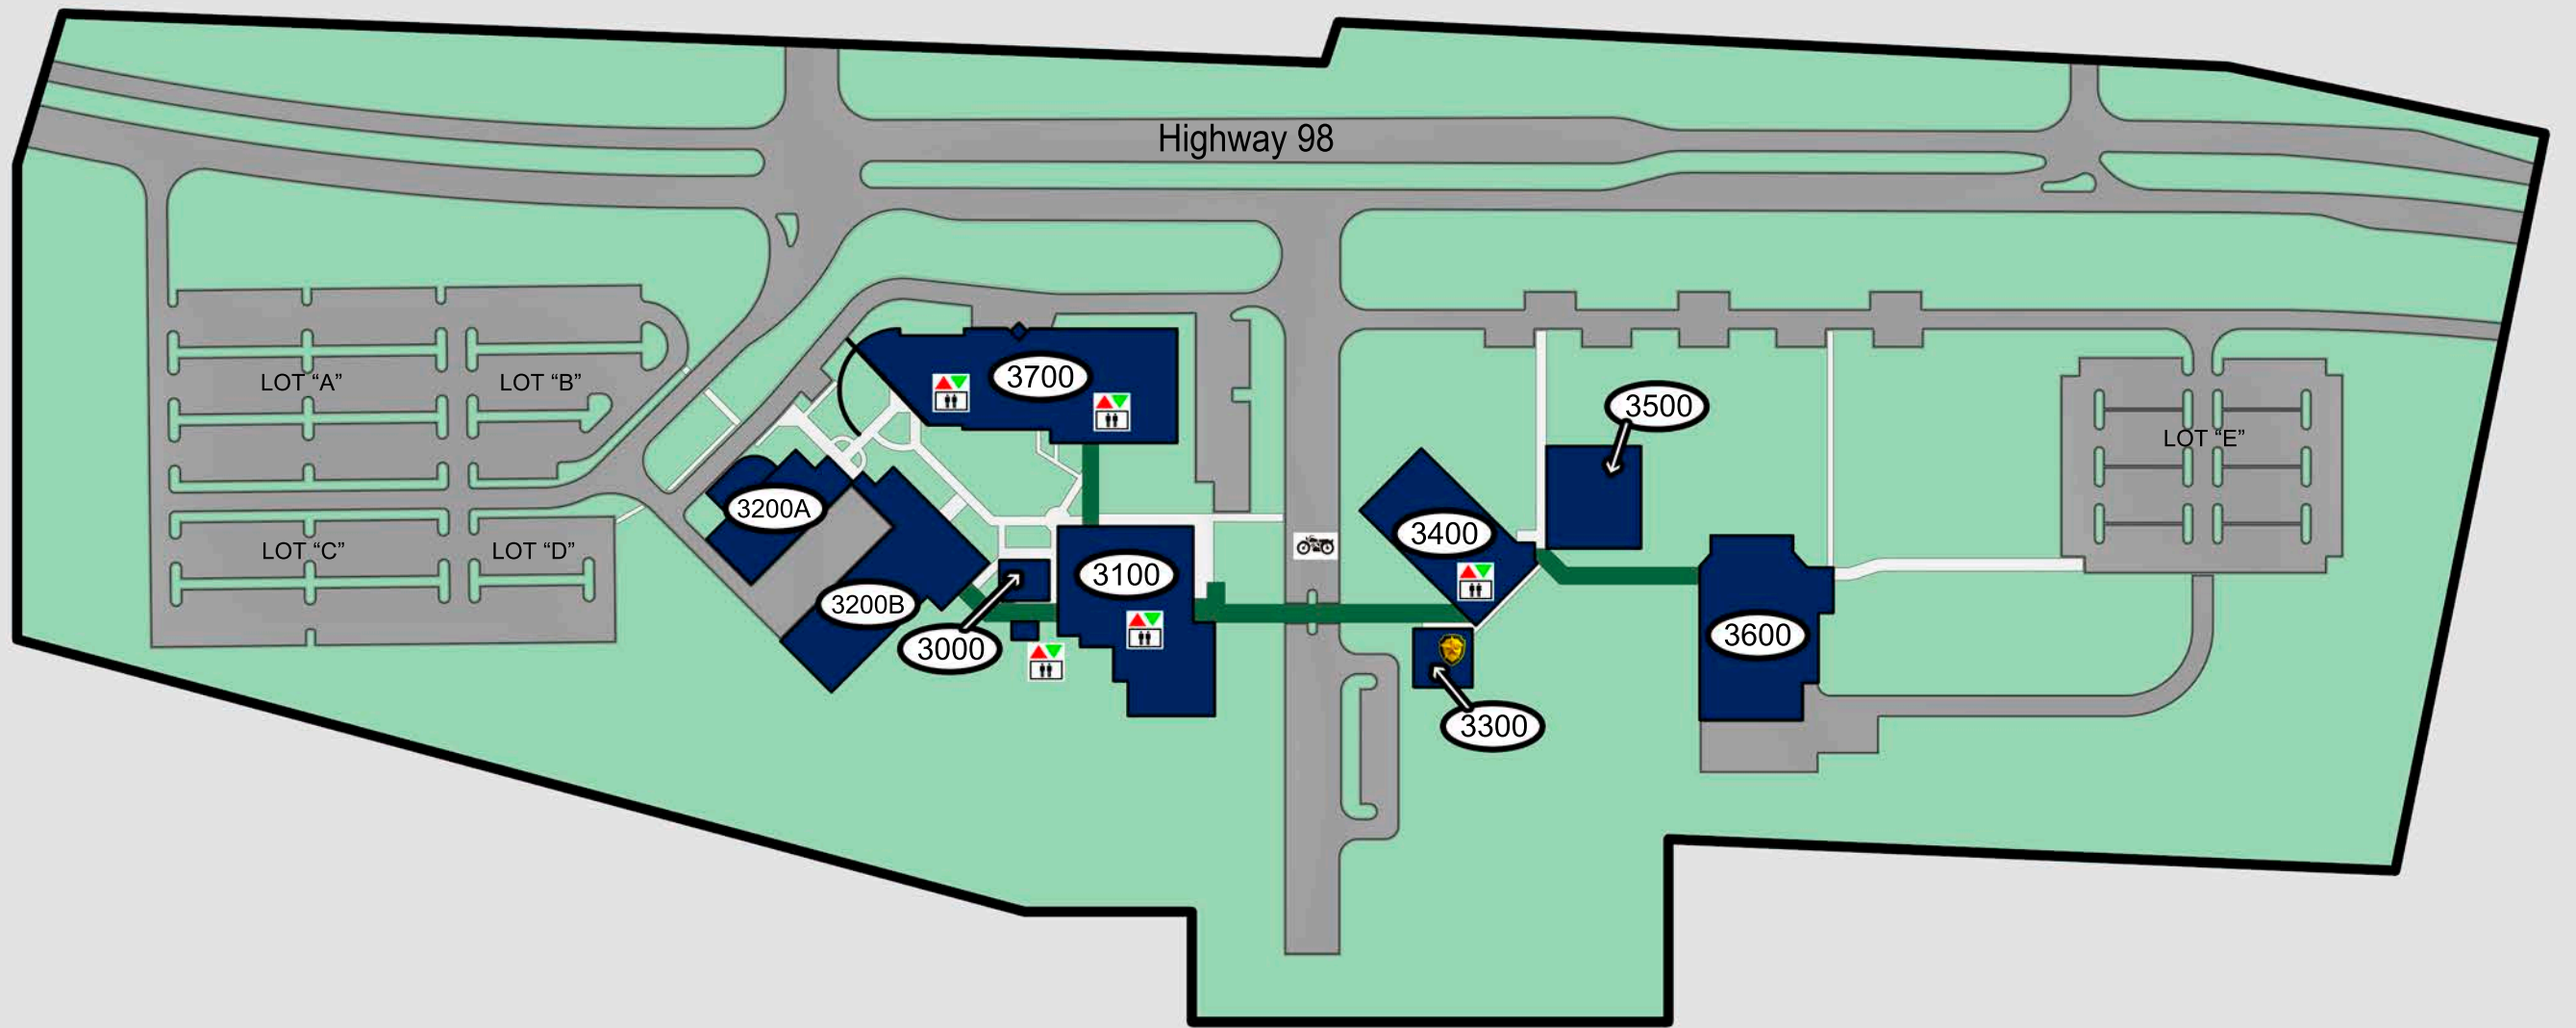 Highway 98
3700
LOT “A”
LOT “B”
3500
LOT “E”
3200A
3400
LOT “C”
LOT “D”
3100
3200B
3000
3600
3300